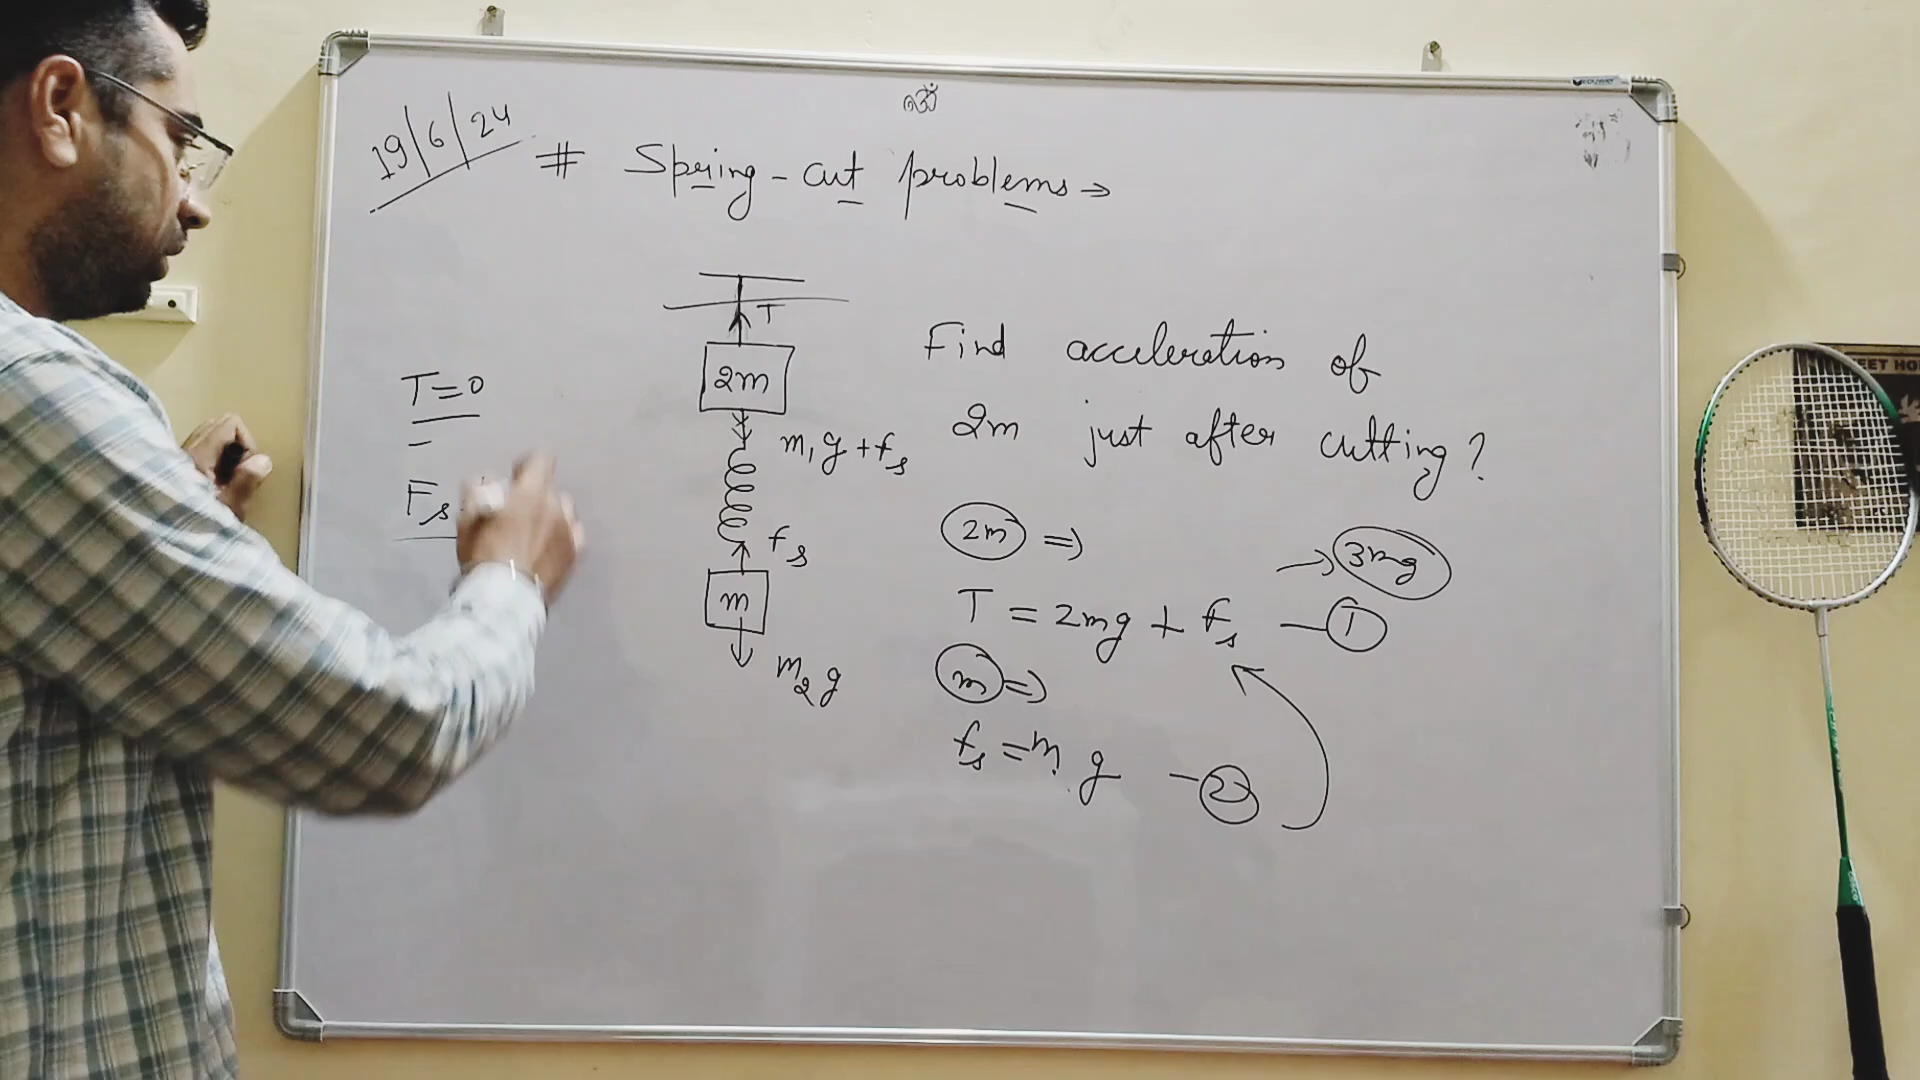 ॐ
19/6/24
# Spring-cut problems →
T
2m
m₁g + fₛ
fₛ
m
m₂g
T=0
Fₛ
Find acceleration of
2m just after cutting?
2m ⇒
→ 3mg
T = 2mg + fₛ — 1
m ⇒
fₛ = mg — 2